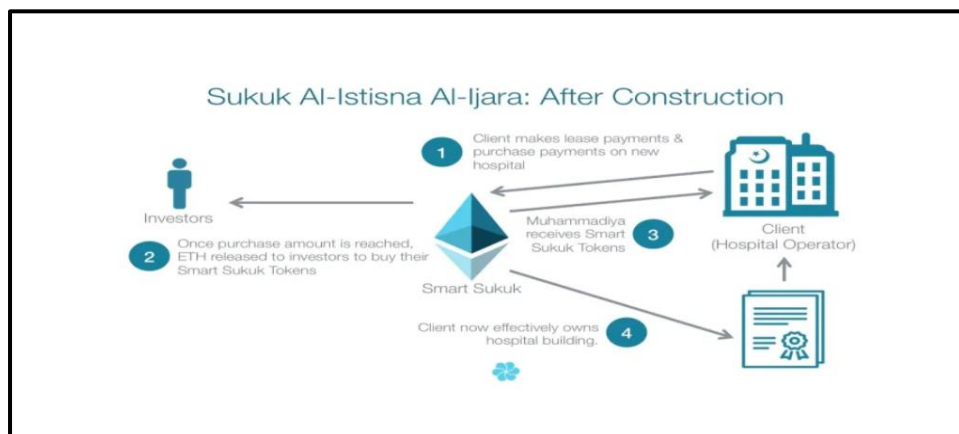 Sukuk Al-Istisna Al-Ijara: After Construction
1
Client makes lease payments &
purchase payments on new
hospital
Investors
2
Once purchase amount is reached,
ETH released to investors to buy their
Smart Sukuk Tokens
Smart Sukuk
Muhammadiya
receives Smart
Sukuk Tokens
3
Client
(Hospital Operator)
Client now effectively owns
hospital building.
4